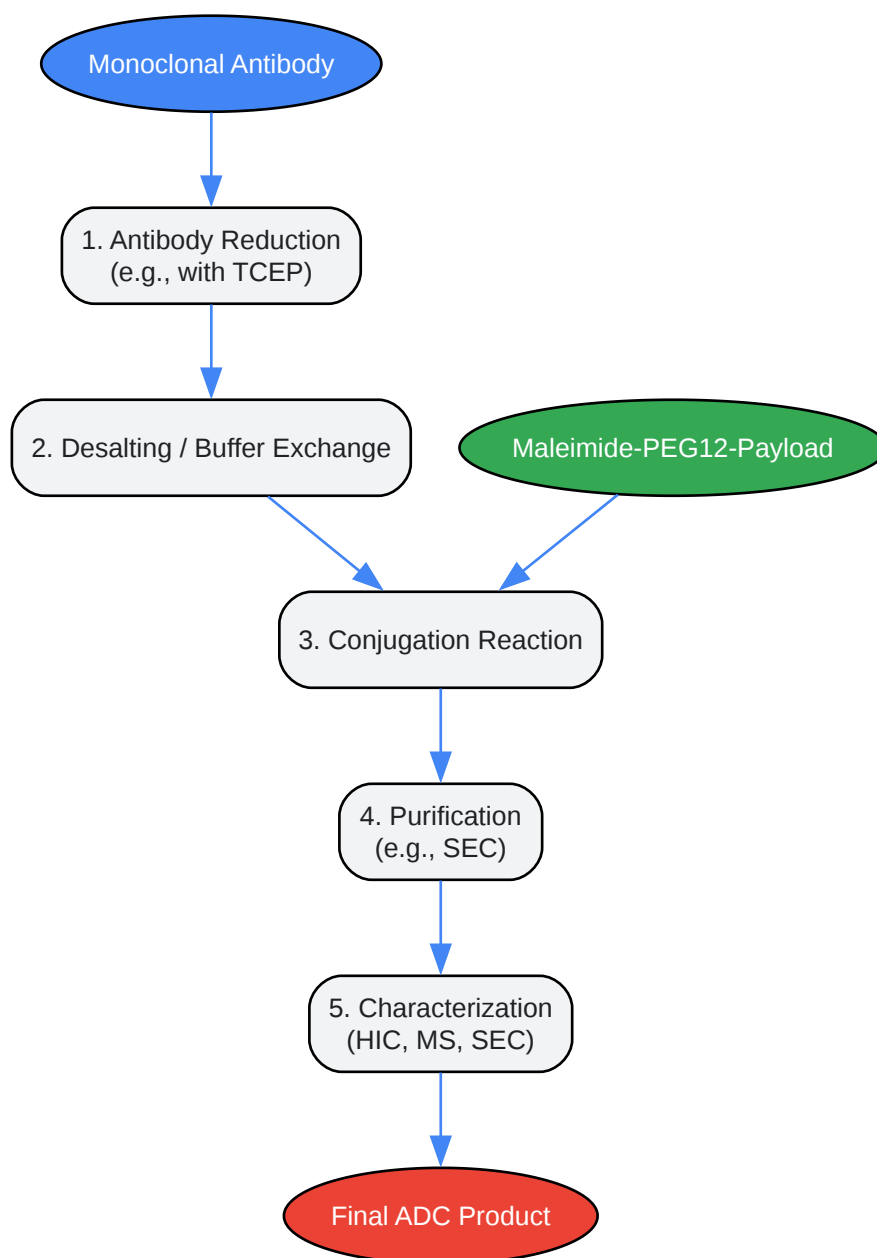 Monoclonal Antibody
1. Antibody Reduction
(e.g., with TCEP)
2. Desalting / Buffer Exchange
Maleimide-PEG12-Payload
3. Conjugation Reaction
4. Purification
(e.g., SEC)
5. Characterization
(HIC, MS, SEC)
Final ADC Product